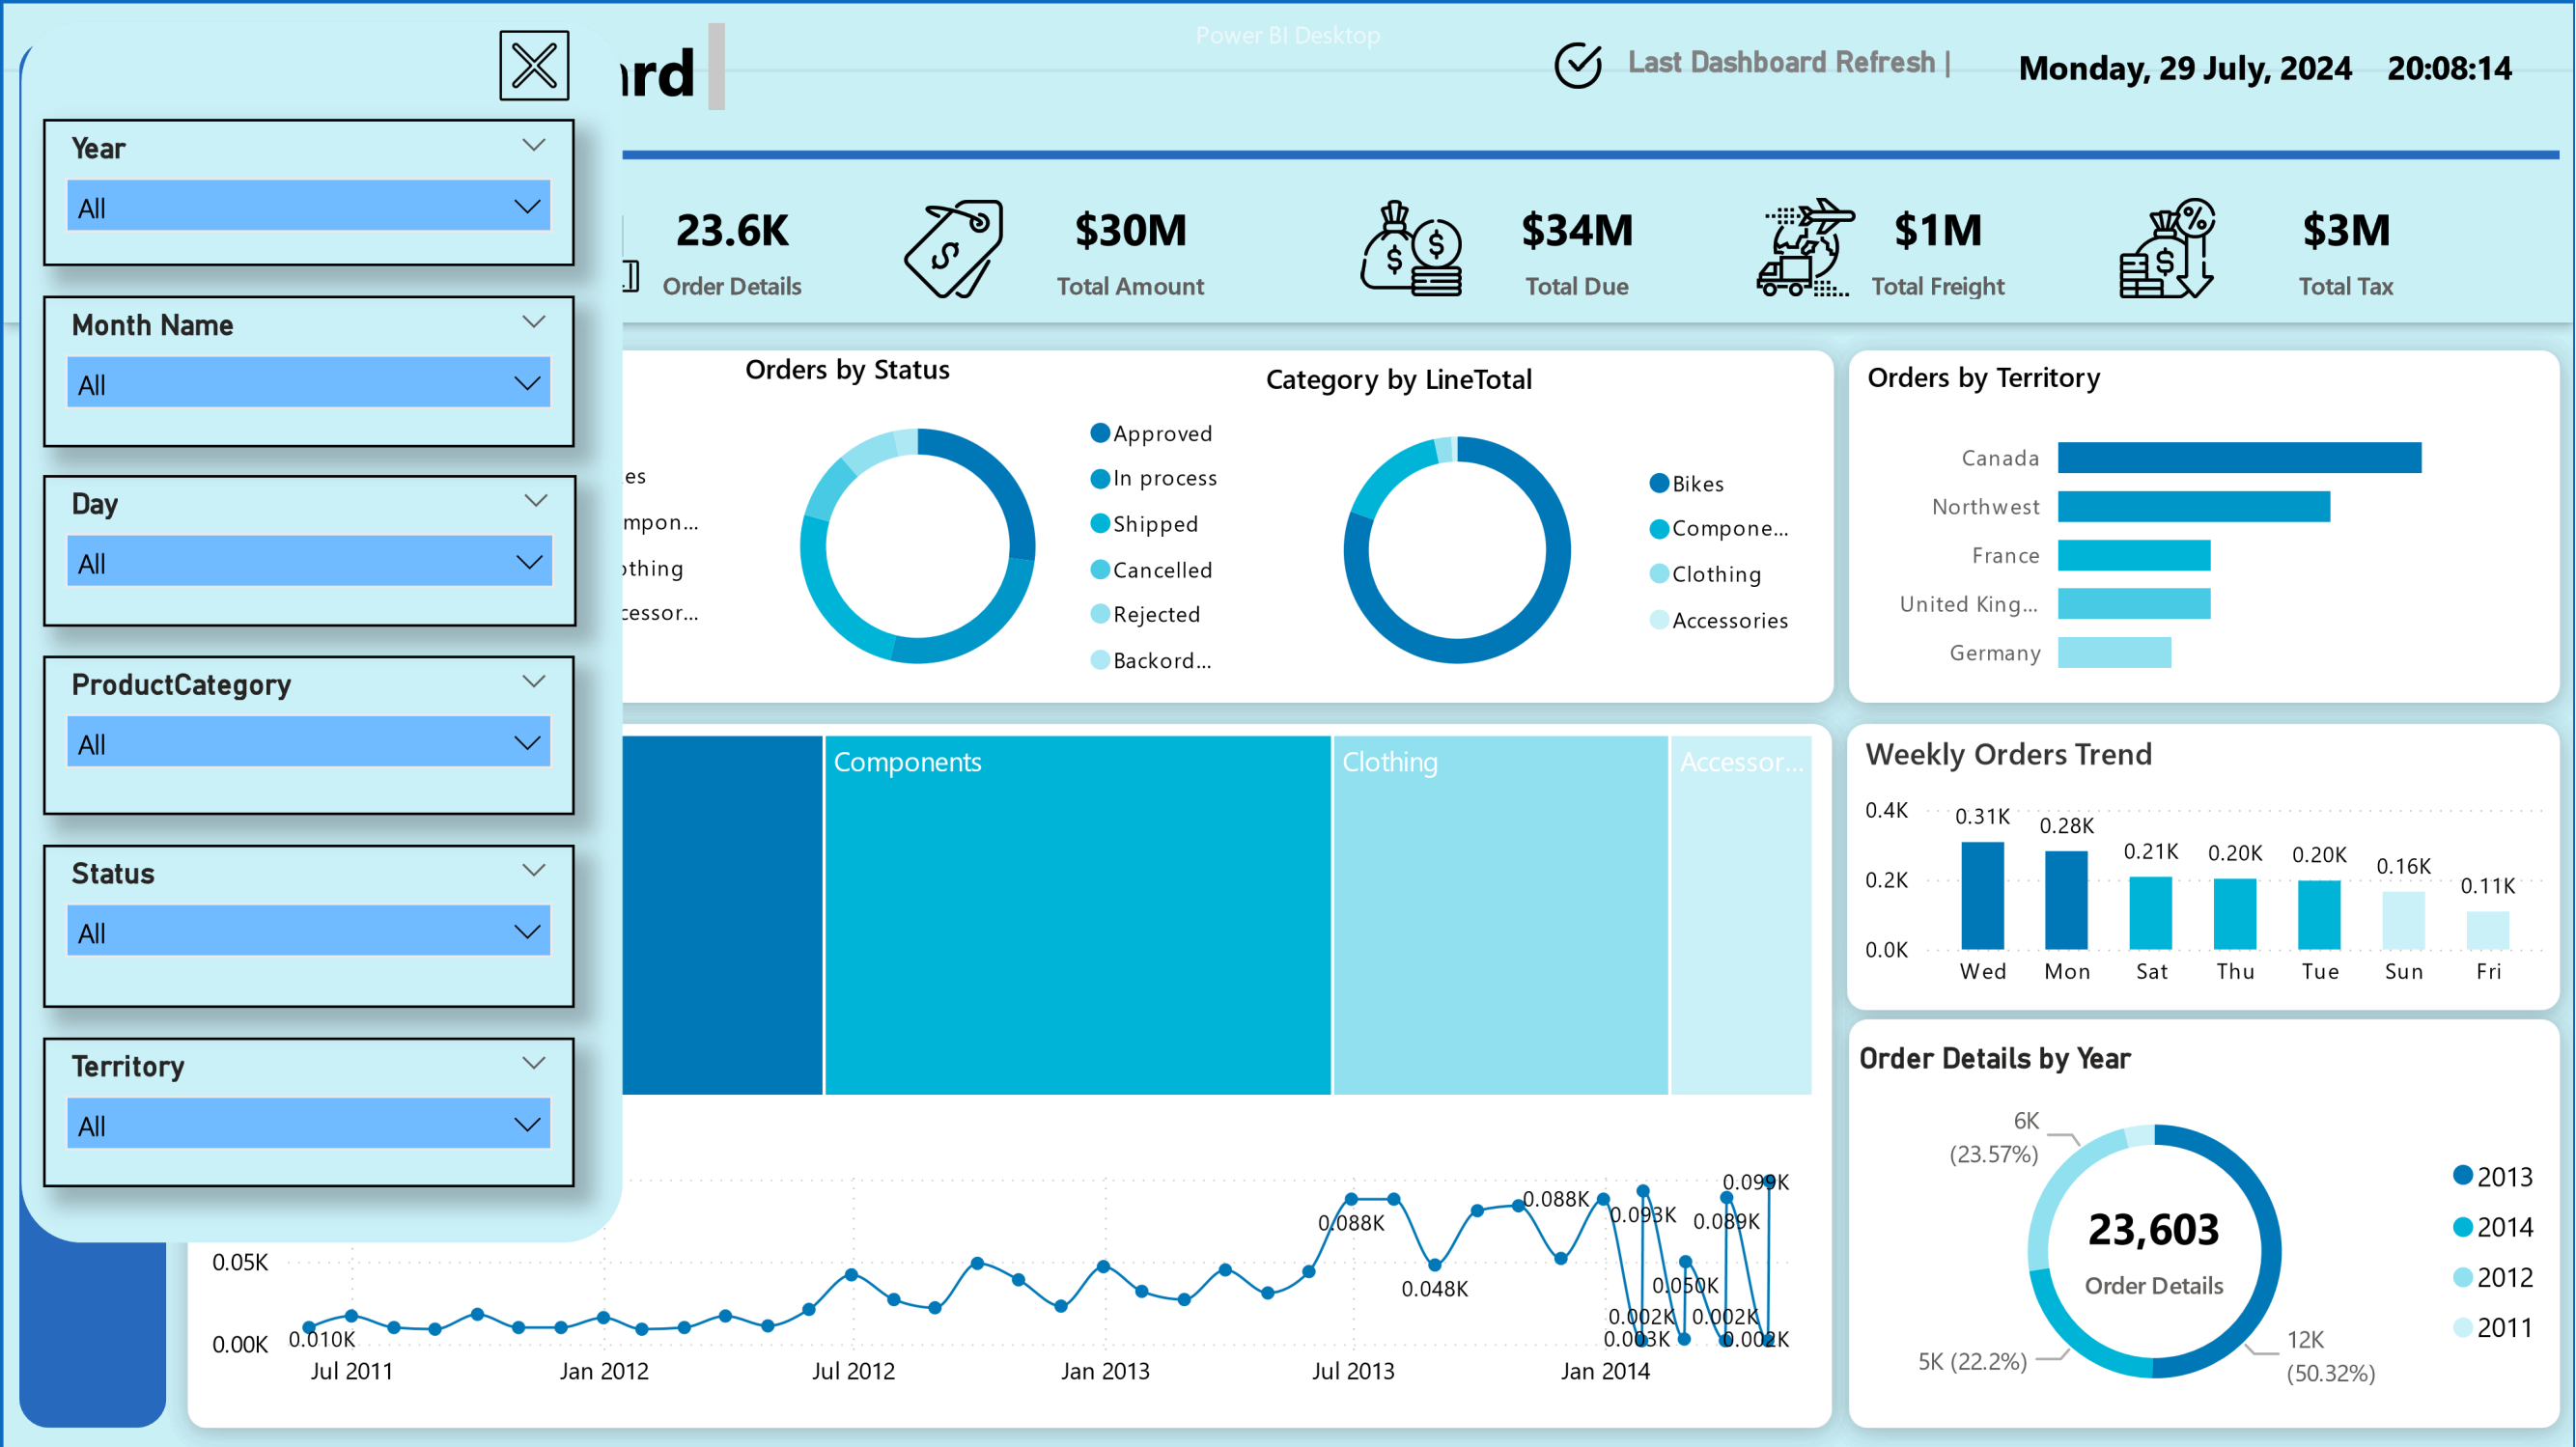 Power BI Desktop
Last Dashboard Refresh |
Monday, 29 July, 2024 20:08:14
Year
All
Month Name
All
Day
All
ProductCategory
All
Status
All
Territory
All
23.6K
Order Details
$30M
Total Amount
$34M
Total Due
$1M
Total Freight
$3M
Total Tax
Orders by Status
Approved
In process
Shipped
Cancelled
Rejected
Backord...
Category by LineTotal
Bikes
Compone...
Clothing
Accessories
Orders by Territory
Canada
Northwest
France
United King...
Germany
Components
Clothing
Accessor...
Weekly Orders Trend
0.4K
0.2K
0.0K
0.31K
0.28K
0.21K
0.20K
0.20K
0.16K
0.11K
Wed Mon Sat Thu Tue Sun Fri
0.05K
0.00K
0.010K
0.088K
0.048K
0.088K
0.093K
0.089K
0.099K
0.050K
0.002K
0.002K
0.003K
0.002K
Jul 2011 Jan 2012 Jul 2012 Jan 2013 Jul 2013 Jan 2014
Order Details by Year
6K
(23.57%)
23,603
Order Details
5K (22.2%)
12K
(50.32%)
2013
2014
2012
2011